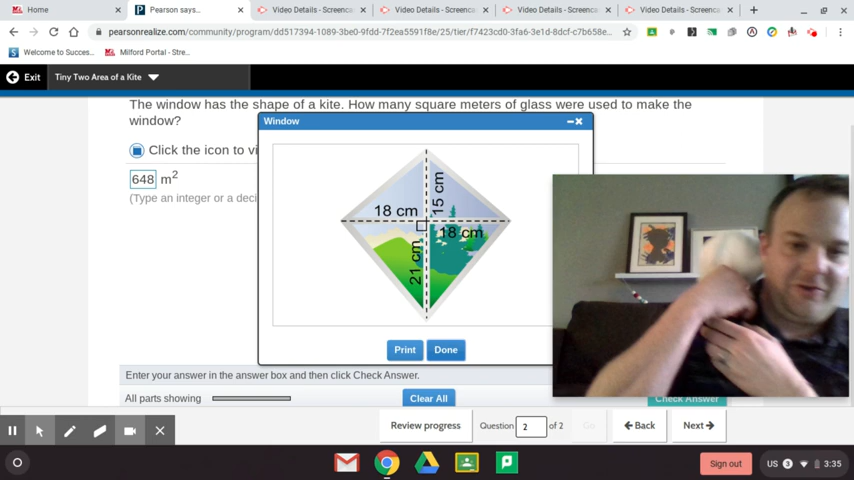 Home
Pearson says...
Video Details - Screenca
Video Details - Screenca
Video Details - Screenca
Video Details - Screenca
pearsonrealize.com/community/program/dd517394-1089-3be0-9fdd-7f2ea5591f8e/25/tier/f7423cd0-3fa6-3e1d-8dcf-c7b658e...
Welcome to Succes...
Milford Portal - Stre...
Exit
Tiny Two Area of a Kite
The window has the shape of a kite. How many square meters of glass were used to make the
window?
Window
Click the icon to vi
648 m2
(Type an integer or a deci
15 cm
18 cm
18 cm
21 cm
Print
Done
Enter your answer in the answer box and then click Check Answer.
All parts showing
Clear All
Check Answer
Review progress
Question 2 of 2
Go
Back
Next
Sign out
US 3 3:35